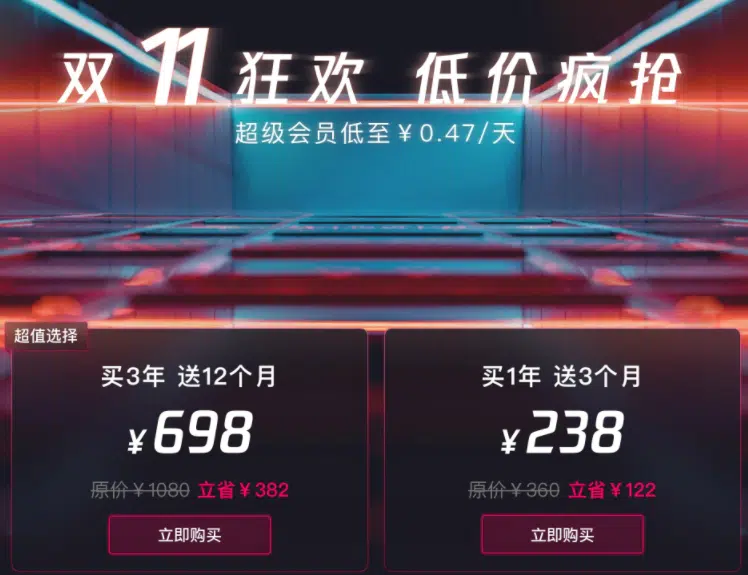 双11狂欢 低价疯抢
超级会员低至￥0.47/天
超值选择
买3年 送12个月
￥698
原价￥1080 立省￥382
立即购买
买1年 送3个月
￥238
原价￥360 立省￥122
立即购买